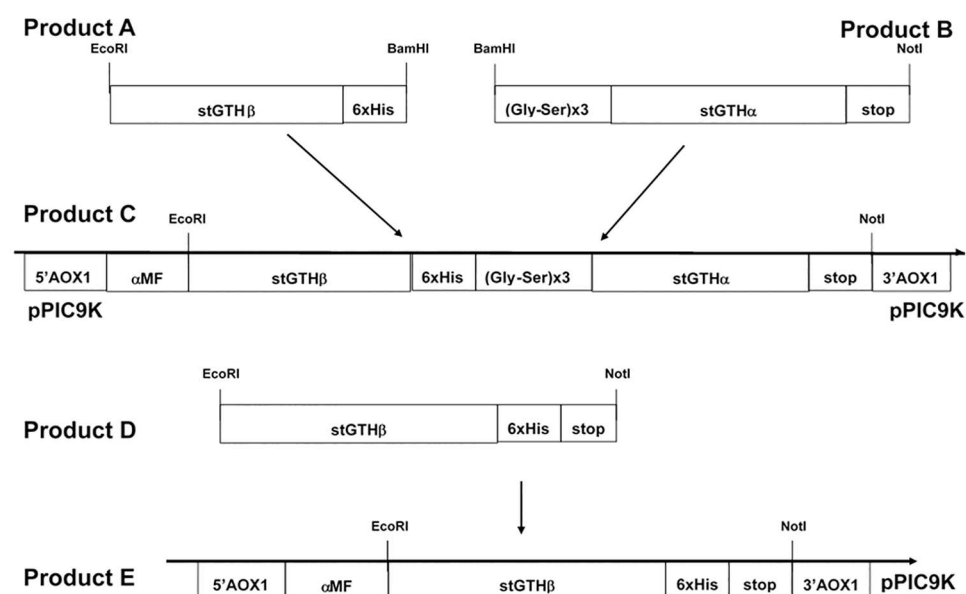 Product A
Product B
EcoRI
BamHI
BamHI
NotI
stGTHβ
6xHis
(Gly-Ser)x3
stGTHα
stop
Product C
EcoRI
NotI
5'AOX1
αMF
stGTHβ
6xHis
(Gly-Ser)x3
stGTHα
stop
3'AOX1
pPIC9K
pPIC9K
EcoRI
NotI
Product D
stGTHβ
6xHis
stop
EcoRI
NotI
Product E
5'AOX1
αMF
stGTHβ
6xHis
stop
3'AOX1
pPIC9K